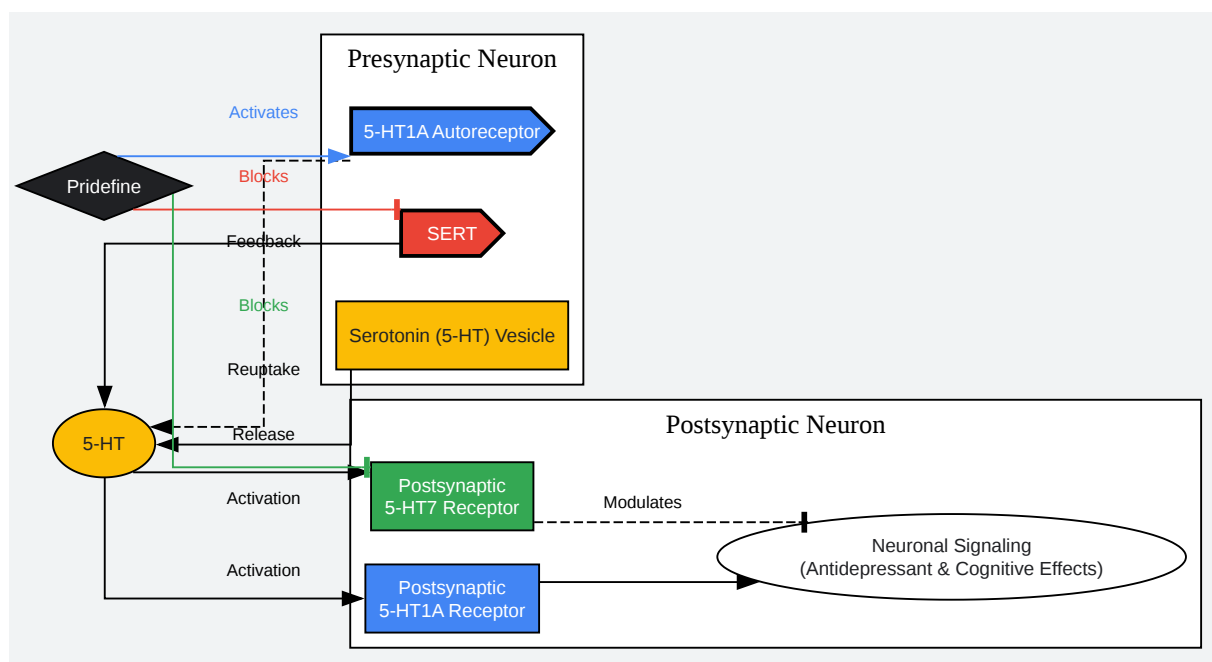 Presynaptic Neuron
Activates
5-HT1A Autoreceptor
Blocks
Pridefine
SERT
Feedback
Blocks
Serotonin (5-HT) Vesicle
Reuptake
Postsynaptic Neuron
Release
5-HT
Activation
Postsynaptic
5-HT7 Receptor
Modulates
Neuronal Signaling
(Antidepressant & Cognitive Effects)
Activation
Postsynaptic
5-HT1A Receptor